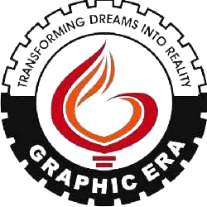 TRANSFORMING DREAMS INTO REALITY
GRAPHIC ERA